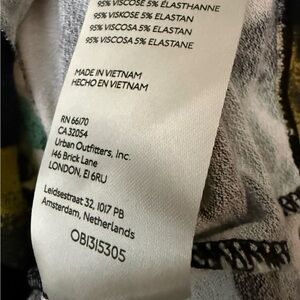 95% VISCOSE 5% ÉLASTHANNE
95% VISKOSE 5% ELASTAN
95% VISCOSA 5% ELASTAN
95% VISCOSA 5% ELASTANE
MADE IN VIETNAM
HECHO EN VIETNAM
RN 66170
CA 32054
Urban Outfitters, Inc.
146 Brick Lane
LONDON, E1 6RU
Leidsestraat 32, 1017 PB
Amsterdam, Netherlands
OB1315305